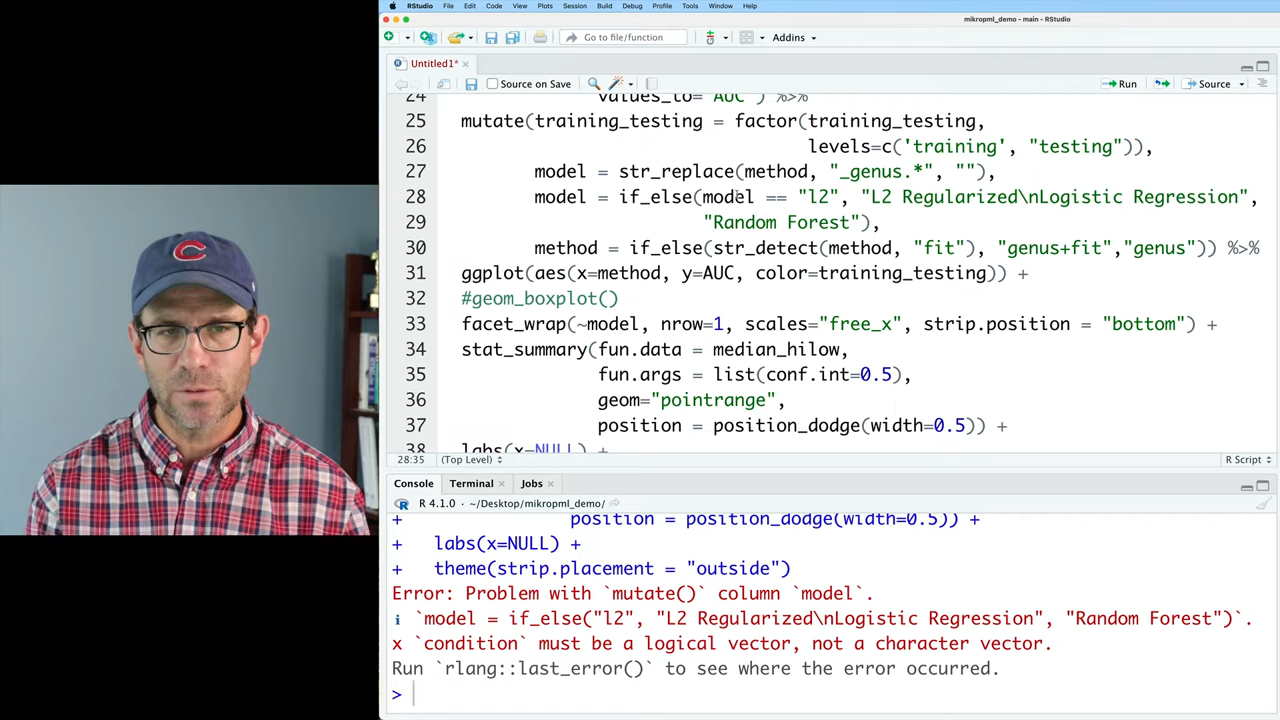 RStudio File Edit Code View Plots Session Build Debug Profile Tools Window Help
mikropml_demo - main - RStudio
Go to file/function
Addins
Untitled1*
Source on Save
Run
Source
24 values_to="AUC") %>%
25 mutate(training_testing = factor(training_testing,
26 levels=c('training', "testing")),
27 model = str_replace(method, "_genus.*", ""),
28 model = if_else(model == "l2", "L2 Regularized\nLogistic Regression",
29 "Random Forest"),
30 method = if_else(str_detect(method, "fit"), "genus+fit","genus")) %>%
31 ggplot(aes(x=method, y=AUC, color=training_testing)) +
32 #geom_boxplot()
33 facet_wrap(~model, nrow=1, scales="free_x", strip.position = "bottom") +
34 stat_summary(fun.data = median_hilow,
35 fun.args = list(conf.int=0.5),
36 geom="pointrange",
37 position = position_dodge(width=0.5)) +
38 labs(x=NULL) +
28:35 (Top Level) R Script
Console Terminal Jobs
R 4.1.0 · ~/Desktop/mikropml_demo/
+ position = position_dodge(width=0.5)) +
+ labs(x=NULL) +
+ theme(strip.placement = "outside")
Error: Problem with `mutate()` column `model`.
i `model = if_else("l2", "L2 Regularized\nLogistic Regression", "Random Forest")`.
x `condition` must be a logical vector, not a character vector.
Run `rlang::last_error()` to see where the error occurred.
>